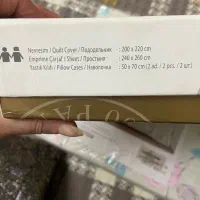 Nevresim / Quilt Cover / Пододеяльник : 200 x 220 cm
Emprime Çarşaf / Sheet / Простыня : 240 x 260 cm
Yastık Kılıfı / Pillow Cases / Наволочка : 50 x 70 cm (2 ad. / 2 pcs. / 2 шт.)